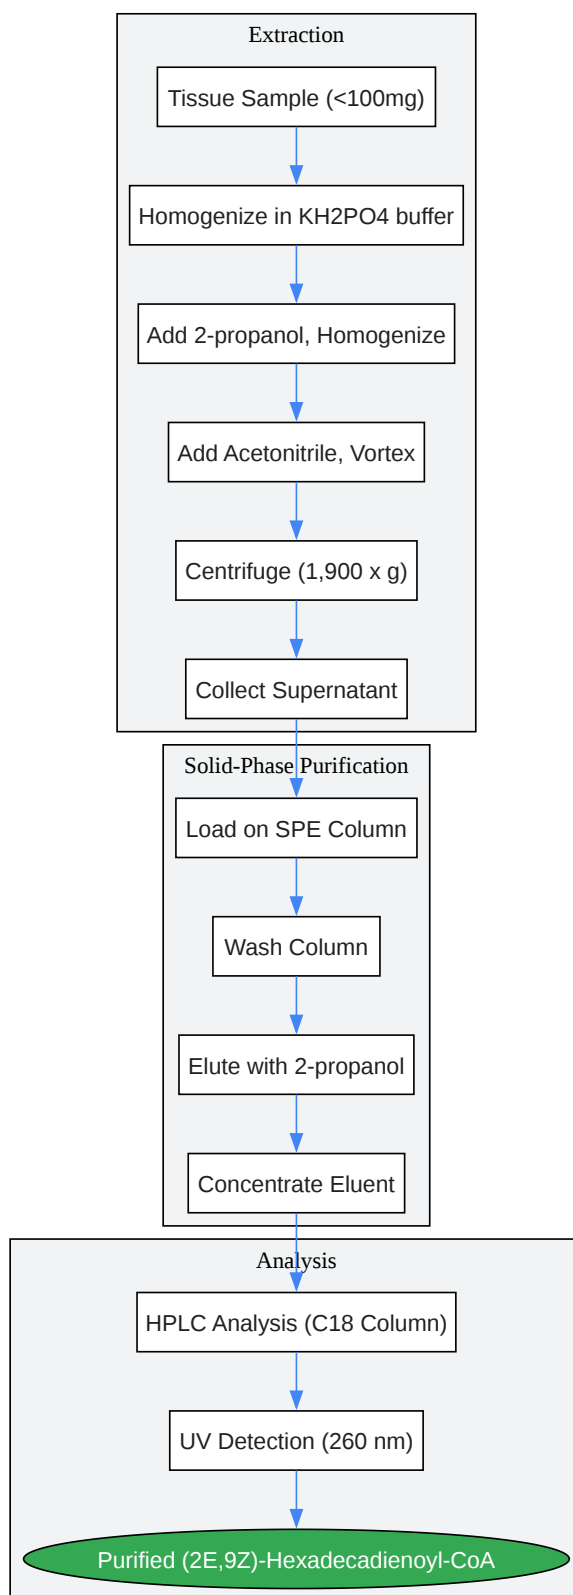 Extraction
Tissue Sample (<100mg)
Homogenize in KH2PO4 buffer
Add 2-propanol, Homogenize
Add Acetonitrile, Vortex
Centrifuge (1,900 x g)
Collect Supernatant
Solid-Phase Purification
Load on SPE Column
Wash Column
Elute with 2-propanol
Concentrate Eluent
Analysis
HPLC Analysis (C18 Column)
UV Detection (260 nm)
Purified (2E,9Z)-Hexadecadienoyl-CoA